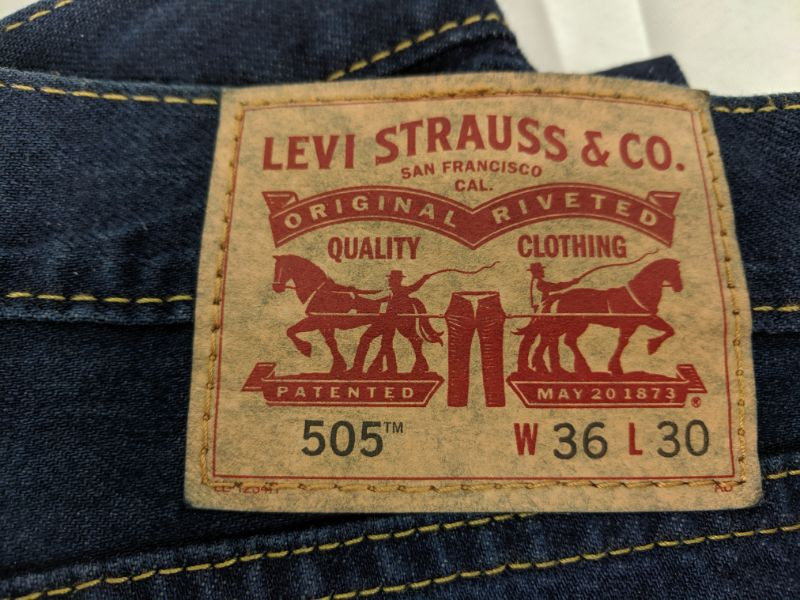 LEVI STRAUSS & CO.
SAN FRANCISCO
CAL.
ORIGINAL RIVETED
QUALITY CLOTHING
PATENTED MAY 20 1873 ®
505™ W 36 L 30